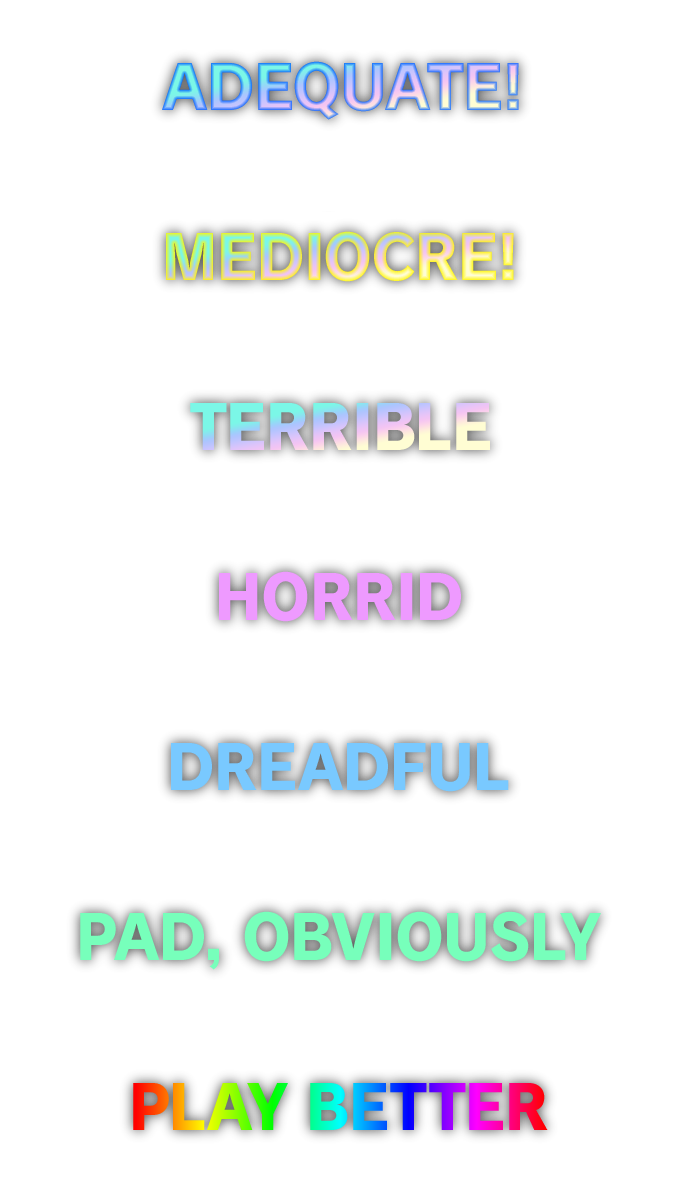 ADEQUATE!
MEDIOCRE!
TERRIBLE
HORRID
DREADFUL
PAD, OBVIOUSLY
PLAY BETTER